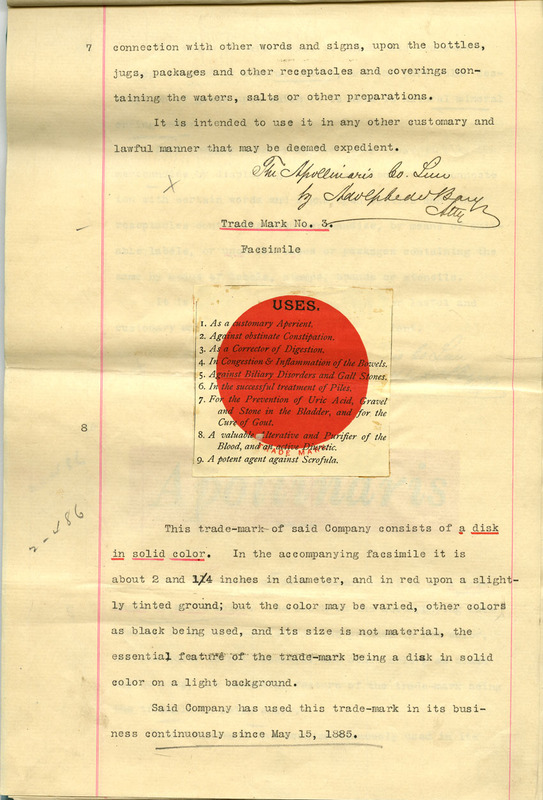 7
connection with other words and signs, upon the bottles,
jugs, packages and other receptacles and coverings con-
taining the waters, salts or other preparations.
It is intended to use it in any other customary and
lawful manner that may be deemed expedient.
The Apollinaris Co. Lim
by Adolphe de Bary
Atty
Trade Mark No. 3.
Facsimile
USES.
1. As a customary Aperient.
2. Against obstinate Constipation.
3. As a Corrector of Digestion.
4. In Congestion & Inflammation of the Bowels.
5. Against Biliary Disorders and Gall Stones.
6. In the successful treatment of Piles.
7. For the Prevention of Uric Acid, Gravel
and Stone in the Bladder, and for the
Cure of Gout.
8. A valuable Alterative and Purifier of the
Blood, and an active Diuretic.
9. A potent agent against Scrofula.
TRADE MARK
8
This trade-mark of said Company consists of a disk
in solid color. In the accompanying facsimile it is
about 2 and 1/4 inches in diameter, and in red upon a slight-
ly tinted ground; but the color may be varied, other colors
as black being used, and its size is not material, the
essential feature of the trade-mark being a disk in solid
color on a light background.
Said Company has used this trade-mark in its busi-
ness continuously since May 15, 1885.